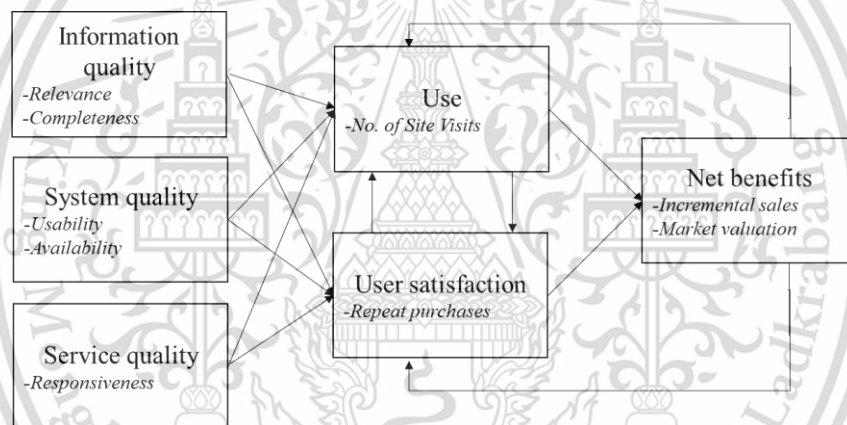 Information
quality
-Relevance
-Completeness
System quality
-Usability
-Availability
Service quality
-Responsiveness
Use
-No. of Site Visits
User satisfaction
-Repeat purchases
Net benefits
-Incremental sales
-Market valuation
Ladkrabang